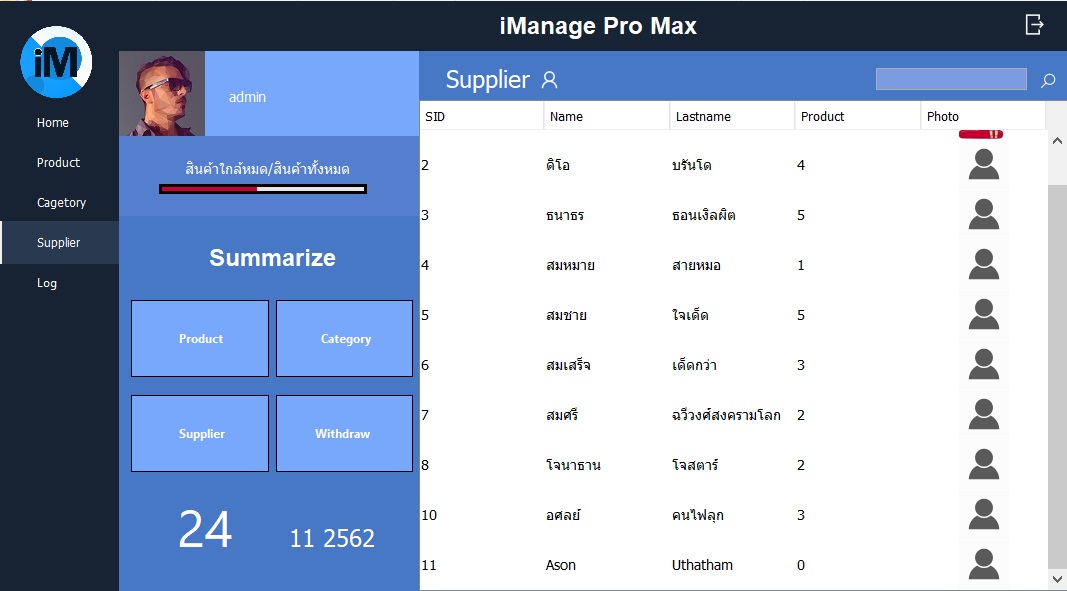 iManage Pro Max
iM
Home
Product
Cagetory
Supplier
Log
admin
สินค้าใกล้หมด/สินค้าทั้งหมด
Summarize
Product Category
Supplier Withdraw
24 11 2562
Supplier
SID Name Lastname Product Photo
2 ดิโอ บรันโด 4
3 ธนาธร ธอนเงิลผิต 5
4 สมหมาย สายหมอ 1
5 สมชาย ใจเด็ด 5
6 สมเสร็จ เด็ดกว่า 3
7 สมศรี ฉวีวงศ์สงครามโลก 2
8 โจนาธาน โจสตาร์ 2
10 อศลย์ คนไฟลุก 3
11 Ason Uthatham 0